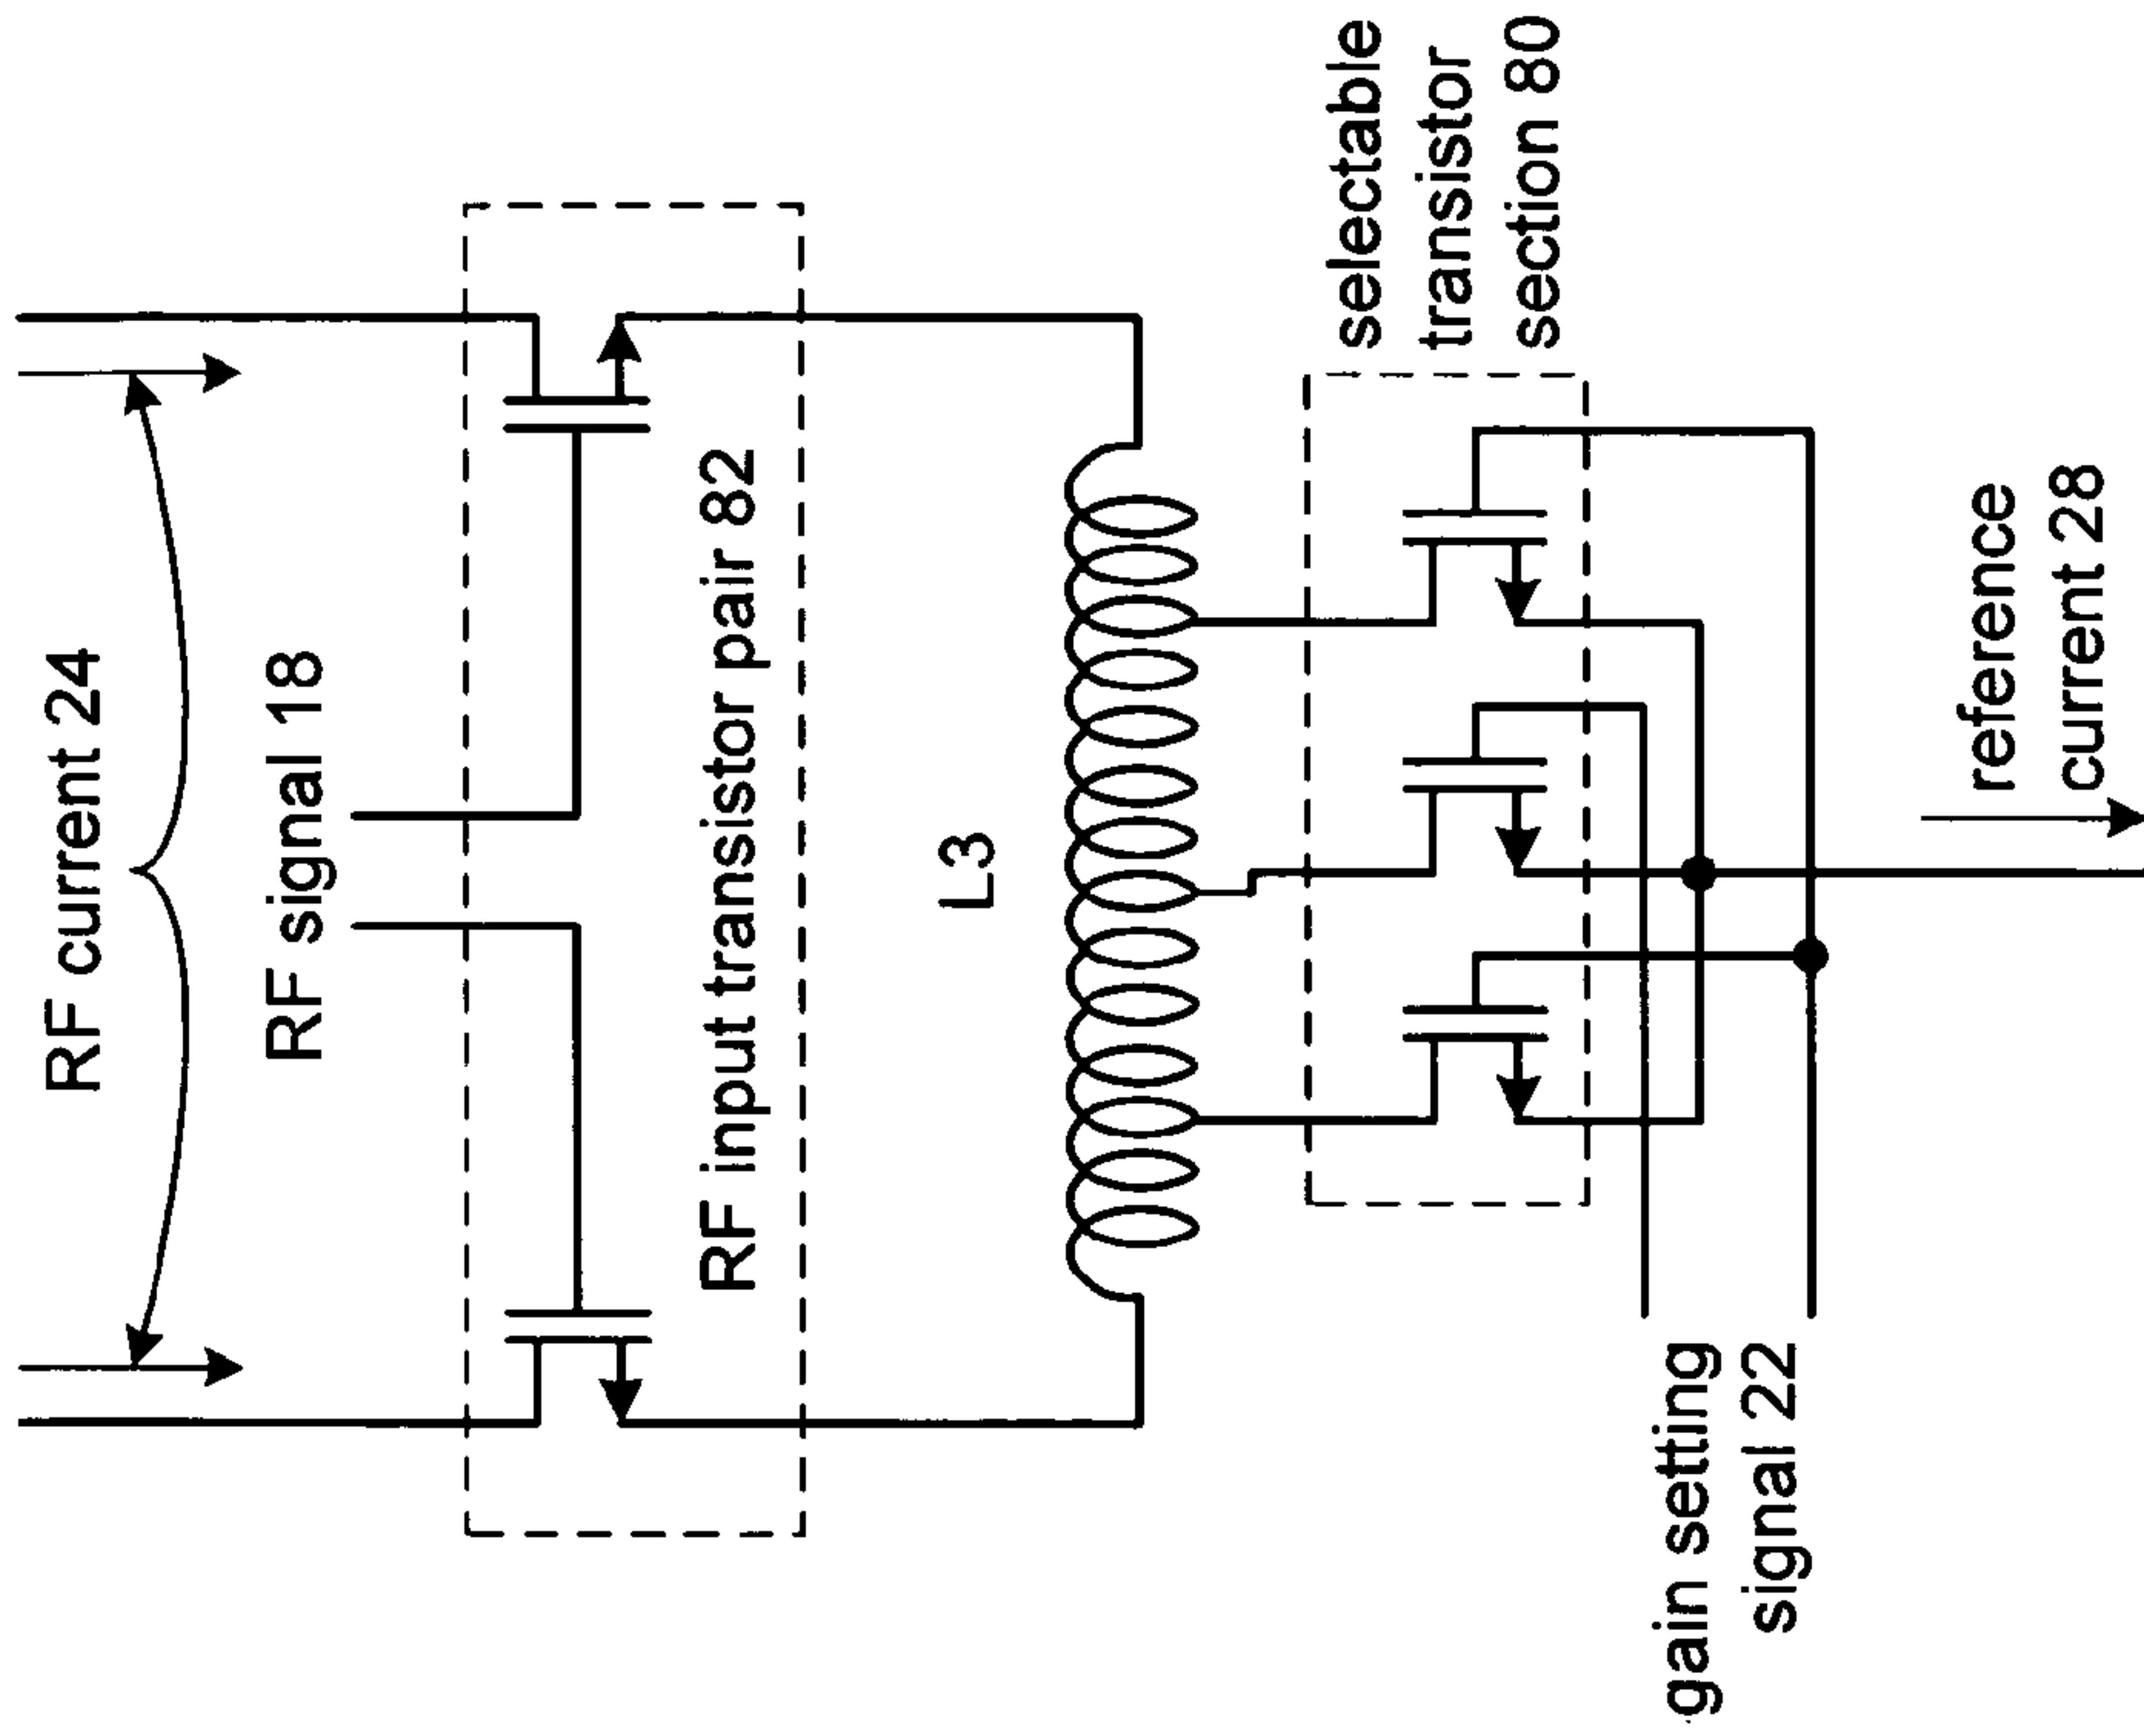 RF current 24
RF signal 18
RF input transistor pair 82
L3
selectable
transistor
section 80
gain setting
signal 22
reference
current 28